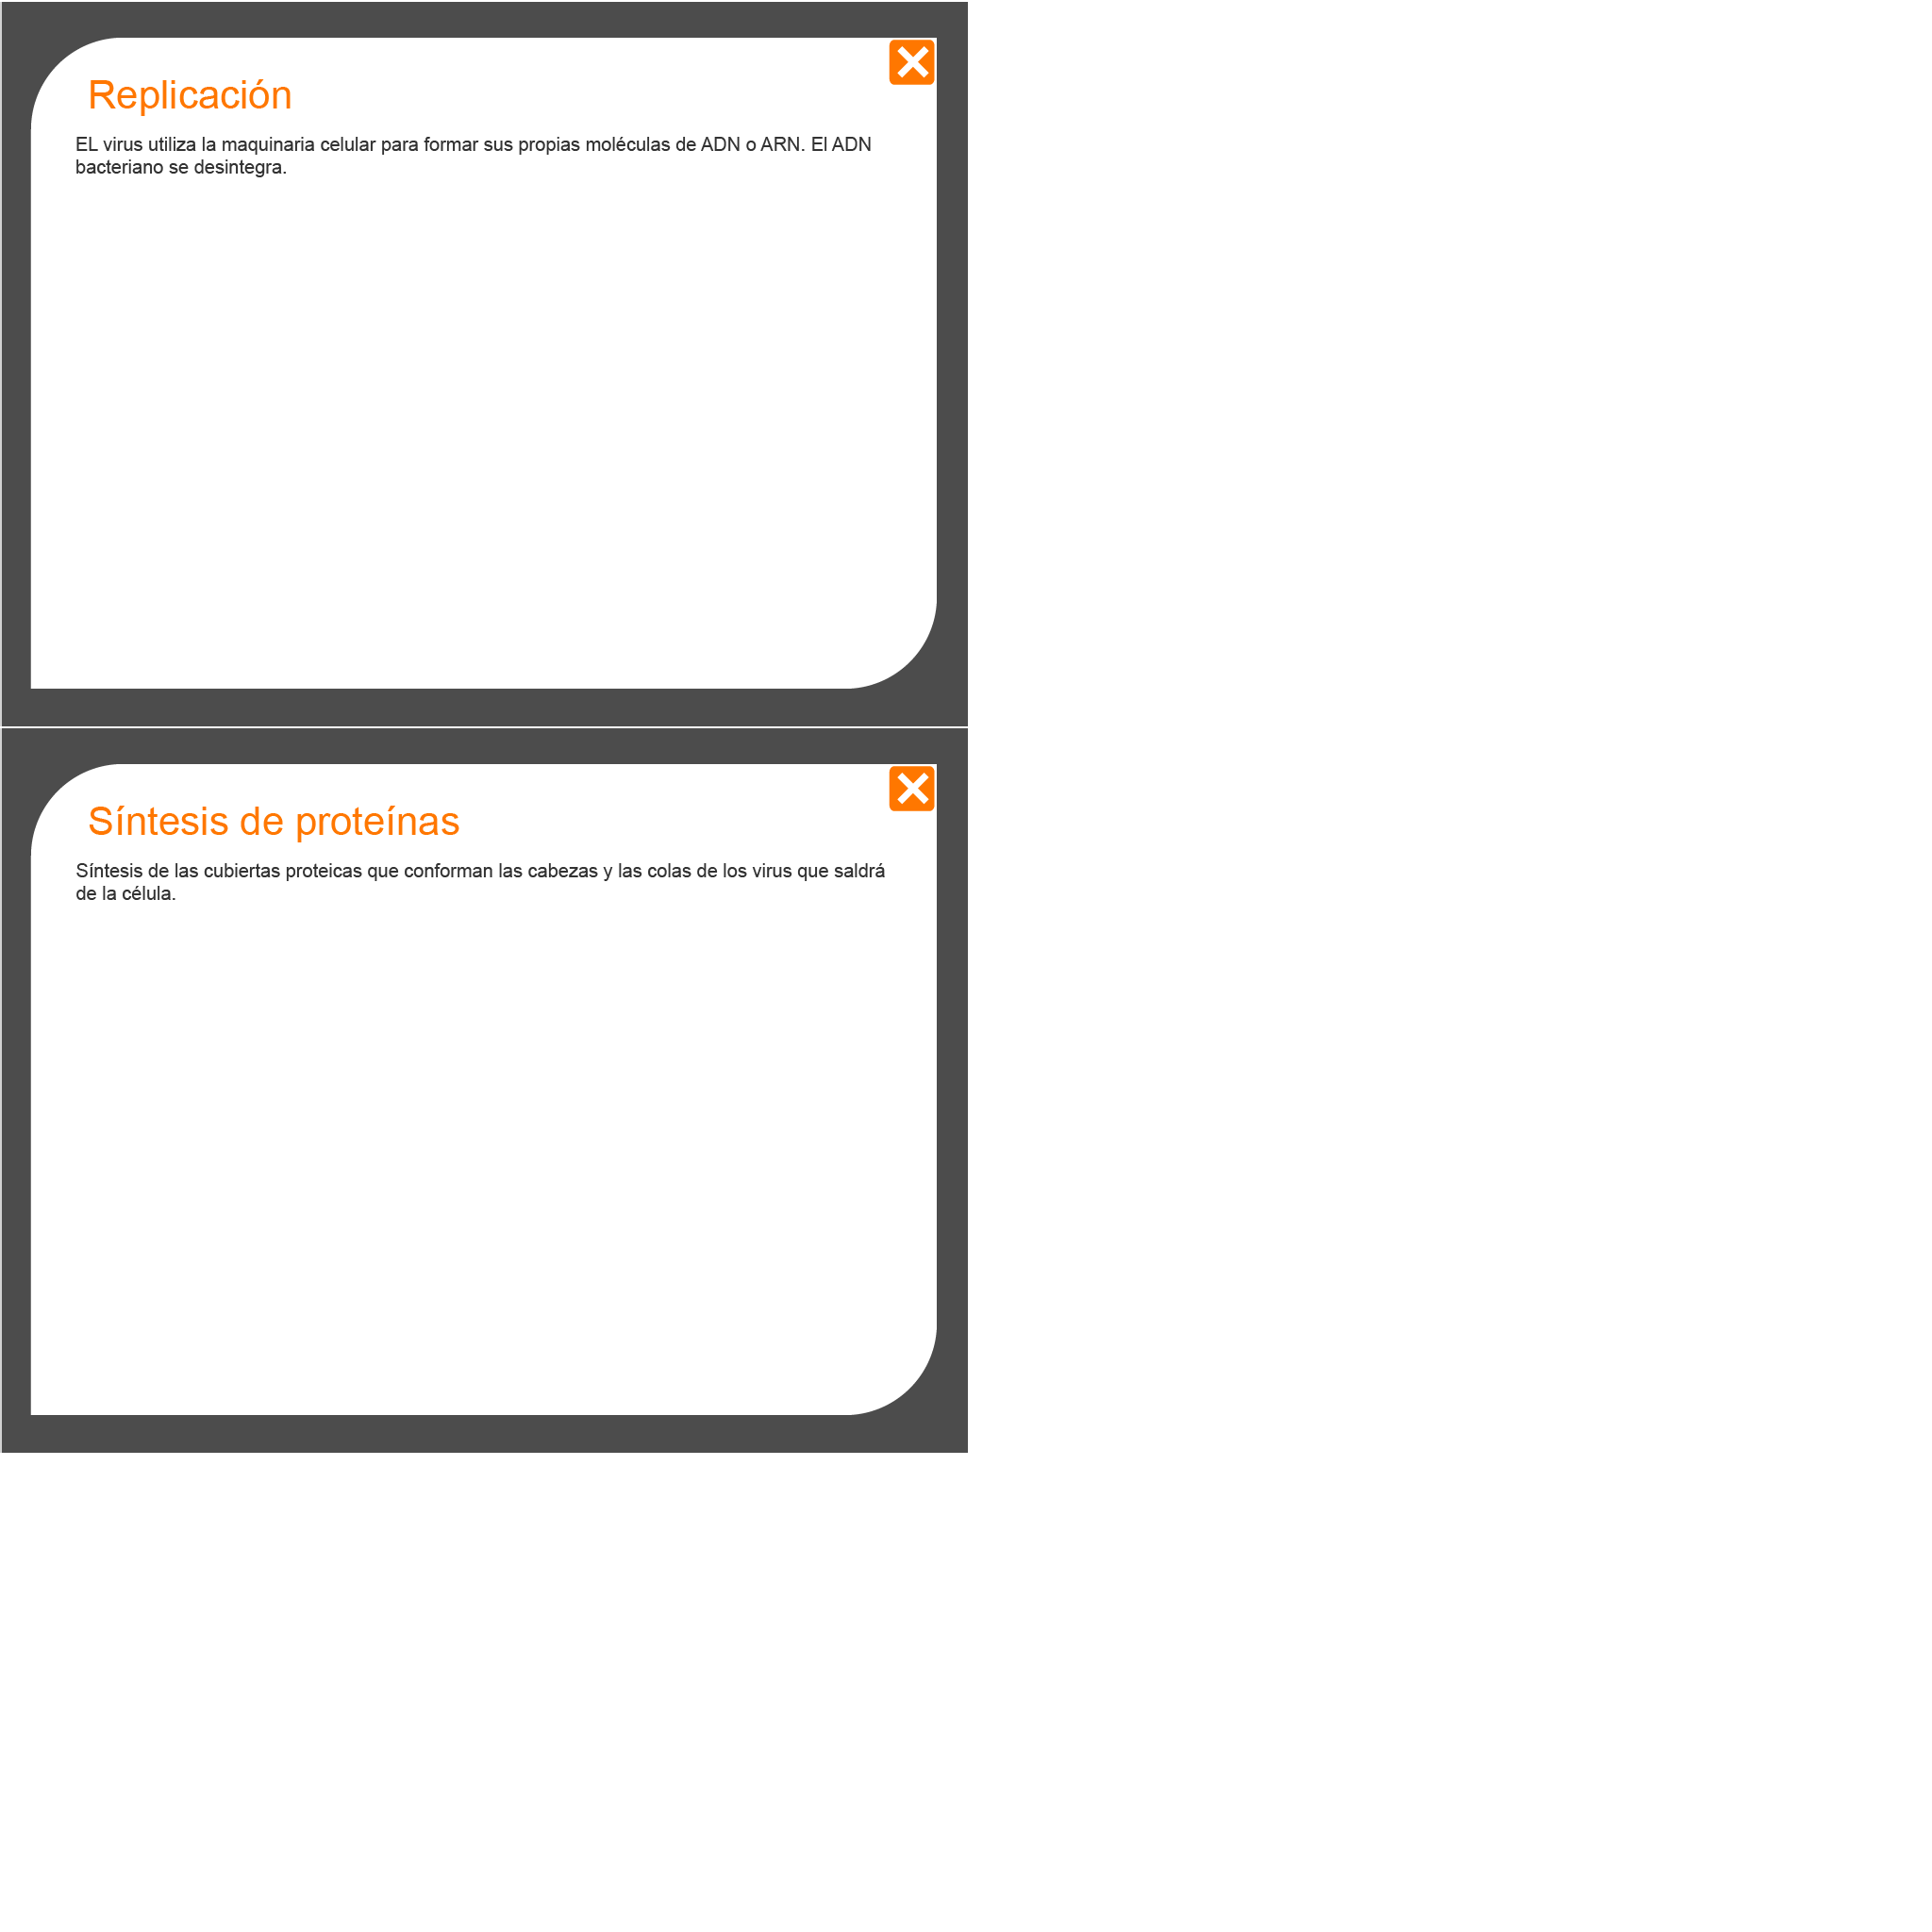 Replicación
EL virus utiliza la maquinaria celular para formar sus propias moléculas de ADN o ARN. El ADN
bacteriano se desintegra.
Síntesis de proteínas
Síntesis de las cubiertas proteicas que conforman las cabezas y las colas de los virus que saldrá
de la célula.